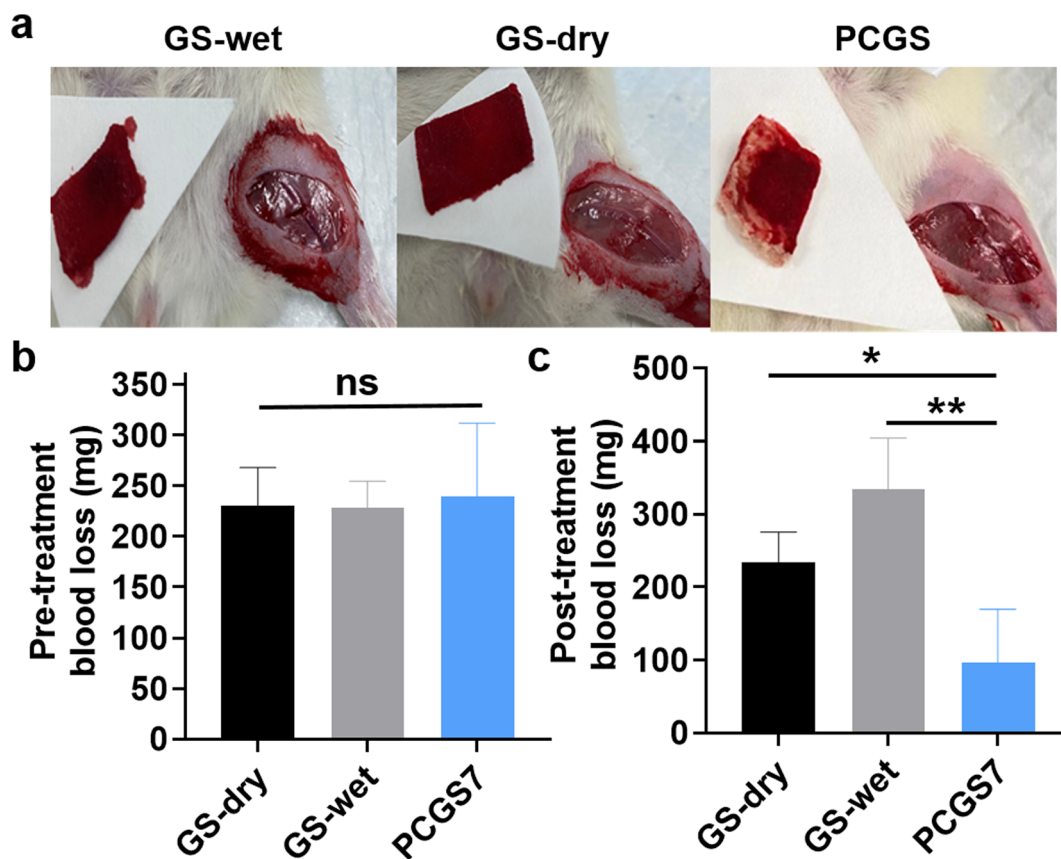 a
GS-wet GS-dry PCGS
b
ns
Pre-treatment
blood loss (mg)
350
300
250
200
150
100
50
0
GS-dry GS-wet PCGS7
c
*
**
Post-treatment
blood loss (mg)
500
400
300
200
100
0
GS-dry GS-wet PCGS7